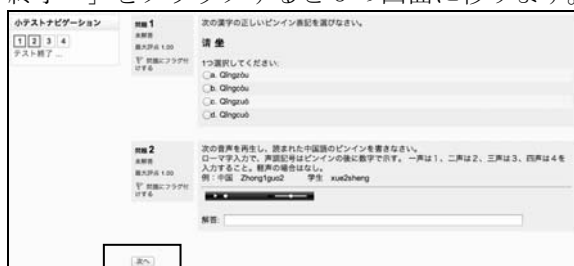 をクリックすると の画面に移ります。
小テストナビゲーション
1 2 3 4
テスト終了 ...
問題 1
未解答
最大評点 1.00
問題にフラグ付けする
次の漢字の正しいピンイン表記を選びなさい。
请 坐
1つ選択してください:
a. Qǐngzòu
b. Qǐngcòu
c. Qǐngzuò
d. Qǐngcuò
問題 2
未解答
最大評点 1.00
問題にフラグ付けする
次の音声を再生し、読まれた中国語のピンインを書きなさい。
ローマ字入力で、声調記号はピンインの後に数字で示す。一声は1、二声は2、三声は3、四声は4を
入力すること。軽声の場合はなし。
例：中国 Zhong1guo2 学生 xue2sheng
解答:
次へ